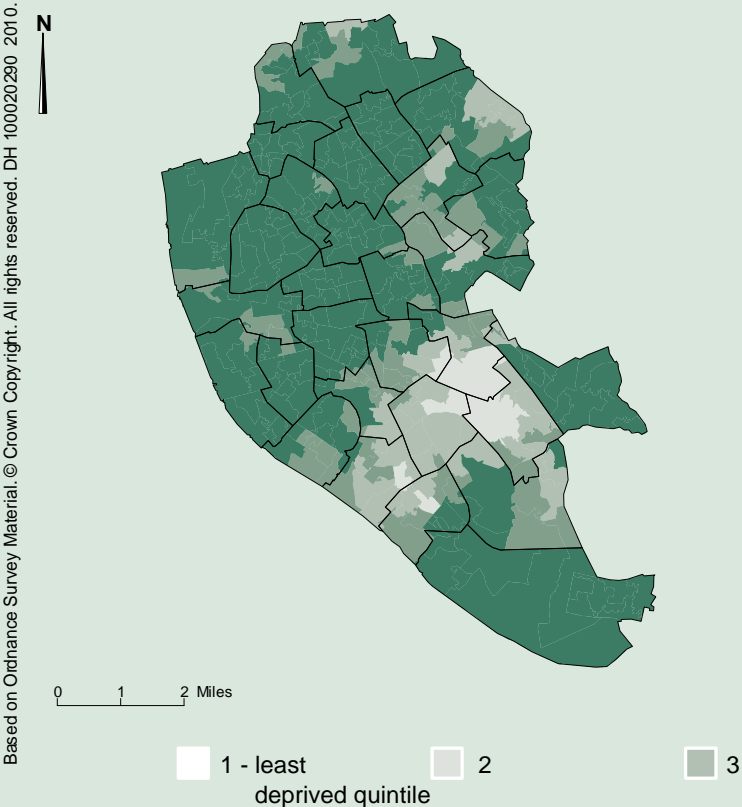 Based on Ordnance Survey Material. © Crown Copyright. All rights reserved. DH 100020290 2010.
N
0 1 2 Miles
1 - least
deprived quintile
2
3